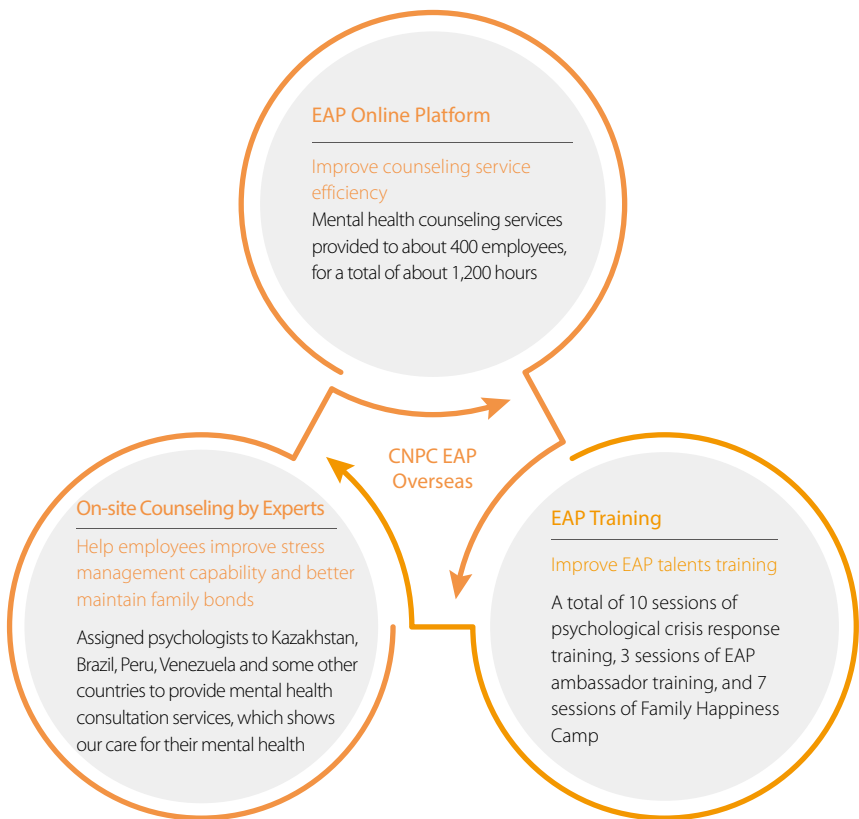 EAP Online Platform
Improve counseling service
efficiency
Mental health counseling services
provided to about 400 employees,
for a total of about 1,200 hours
CNPC EAP
Overseas
On-site Counseling by Experts
Help employees improve stress
management capability and better
maintain family bonds
Assigned psychologists to Kazakhstan,
Brazil, Peru, Venezuela and some other
countries to provide mental health
consultation services, which shows
our care for their mental health
EAP Training
Improve EAP talents training
A total of 10 sessions of
psychological crisis response
training, 3 sessions of EAP
ambassador training, and 7
sessions of Family Happiness
Camp